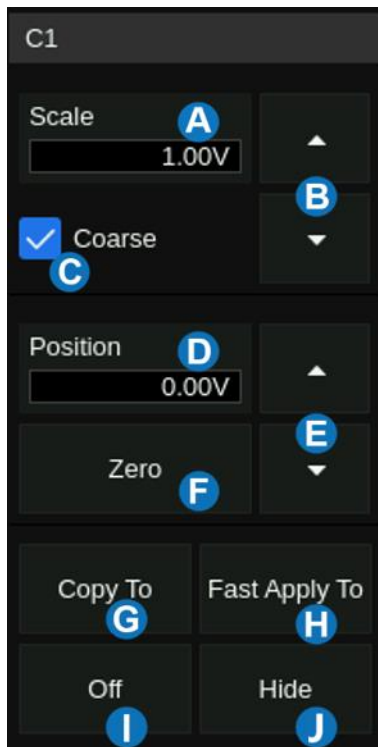 C1
Scale
A
1.00V
B
Coarse
C
Position
D
0.00V
E
Zero
F
Copy To
G
Fast Apply To
H
Off
I
Hide
J